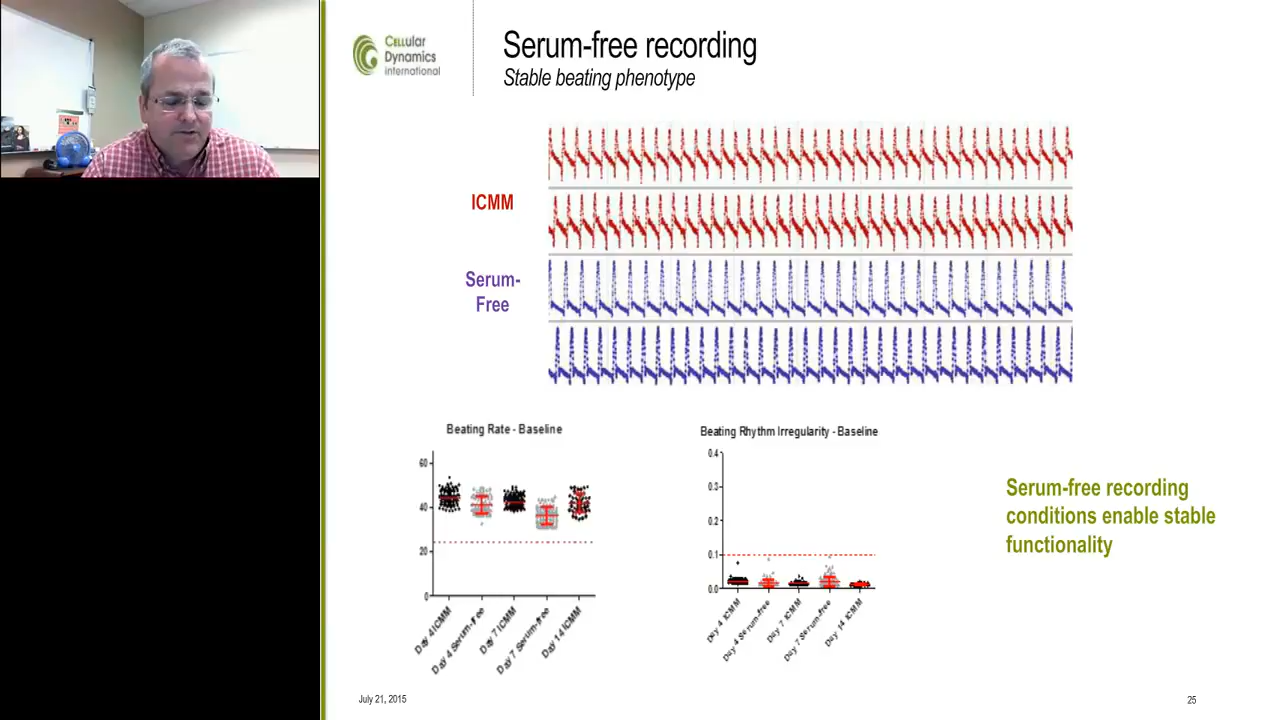 Cellular
Dynamics
international
Serum-free recording
Stable beating phenotype
ICMM
Serum-
Free
Beating Rate - Baseline
60
40
20
0
Day 4 ICMM
Day 4 Serum-free
Day 7 ICMM
Day 7 Serum-free
Day 14 ICMM
Beating Rhythm Irregularity - Baseline
0.4
0.3
0.2
0.1
0.0
Day 4 ICMM
Day 4 Serum-free
Day 7 ICMM
Day 7 Serum-free
Day 14 ICMM
Serum-free recording
conditions enable stable
functionality
July 21, 2015
25